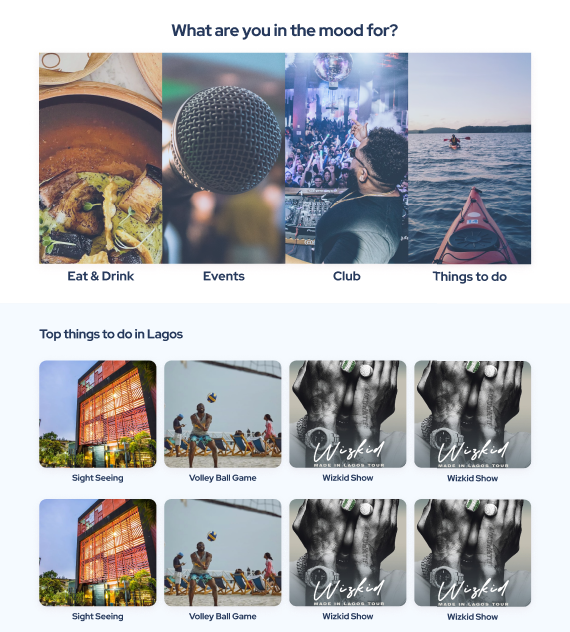 What are you in the mood for?
Eat & Drink
Events
Club
Things to do
Top things to do in Lagos
Wizkid
MADE IN LAGOS TOUR
Wizkid
MADE IN LAGOS TOUR
Sight Seeing
Volley Ball Game
Wizkid Show
Wizkid Show
Wizkid
MADE IN LAGOS TOUR
Wizkid
MADE IN LAGOS TOUR
Sight Seeing
Volley Ball Game
Wizkid Show
Wizkid Show